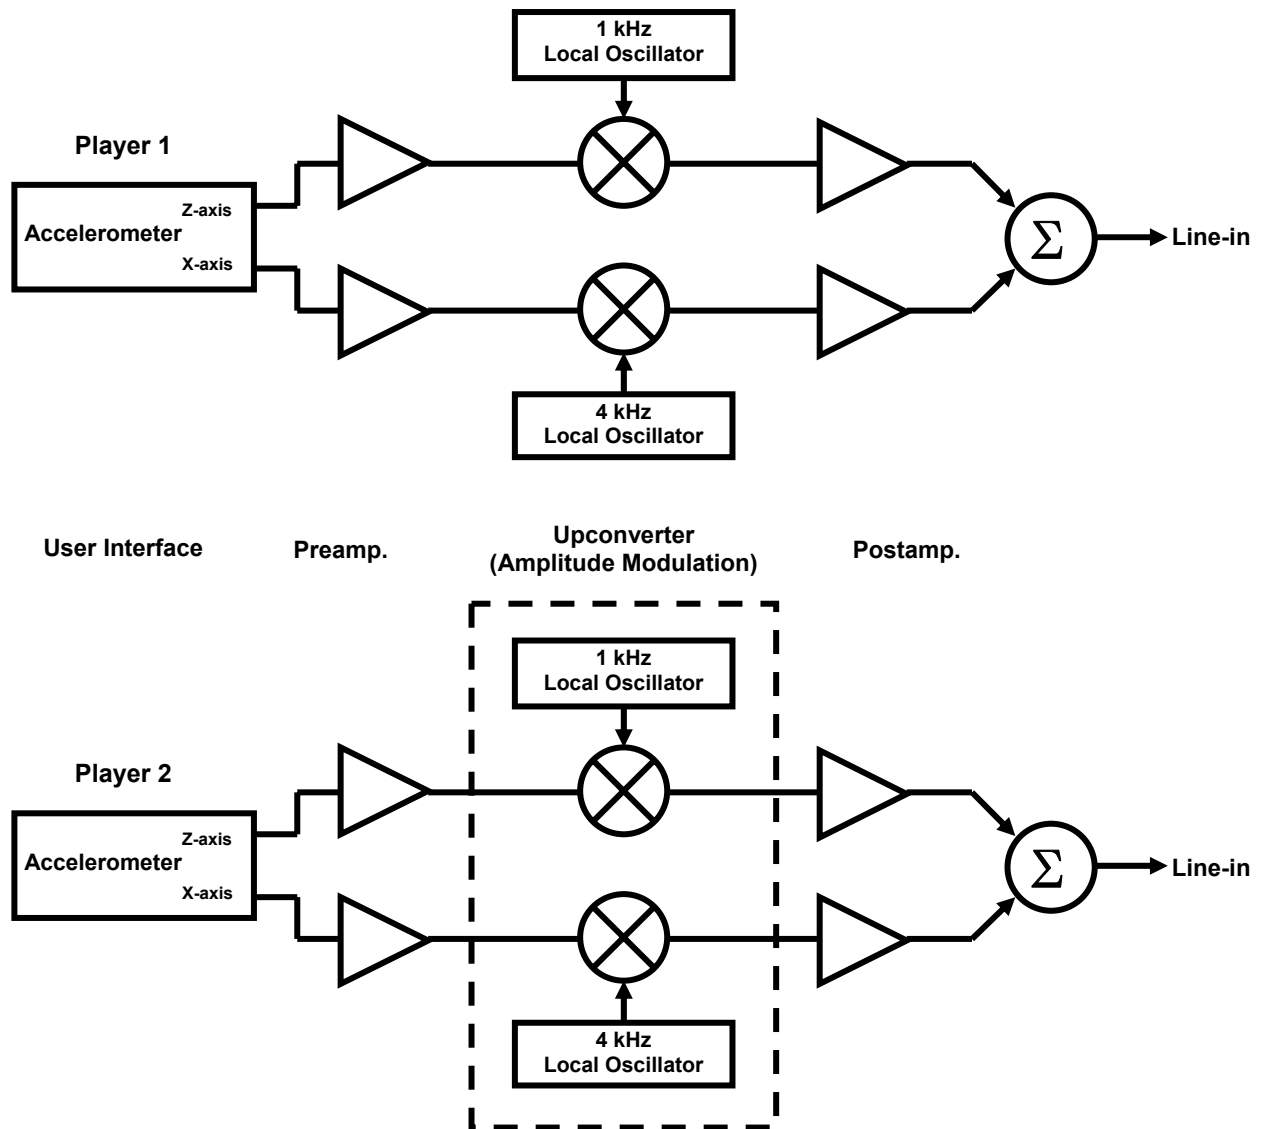 1 kHz
Local Oscillator
Player 1
Z-axis
Accelerometer
X-axis
Σ
Line-in
4 kHz
Local Oscillator
User Interface
Preamp.
Upconverter
(Amplitude Modulation)
Postamp.
1 kHz
Local Oscillator
Player 2
Z-axis
Accelerometer
X-axis
Σ
Line-in
4 kHz
Local Oscillator